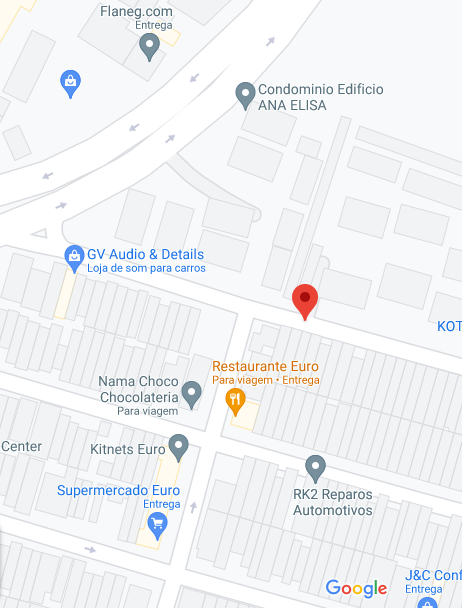 Flaneg.com
Entrega
Condominio Edificio
ANA ELISA
GV Audio & Details
Loja de som para carros
KOT
Restaurante Euro
Para viagem • Entrega
Nama Choco
Chocolateria
Para viagem
Center
Kitnets Euro
Supermercado Euro
Entrega
RK2 Reparos
Automotivos
Google
J&C Conf
Entrega